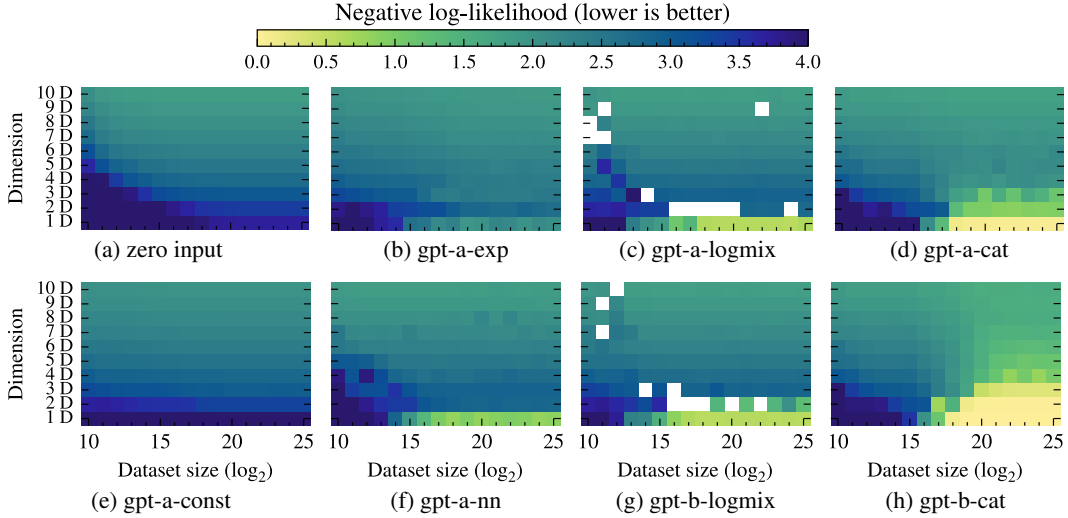 Negative log-likelihood (lower is better)
0.0 0.5 1.0 1.5 2.0 2.5 3.0 3.5 4.0
Dimension
10 D
9 D
8 D
7 D
6 D
5 D
4 D
3 D
2 D
1 D
(a) zero input
(b) gpt-a-exp
(c) gpt-a-logmix
(d) gpt-a-cat
Dimension
10 D
9 D
8 D
7 D
6 D
5 D
4 D
3 D
2 D
1 D
10 15 20 25
10 15 20 25
10 15 20 25
10 15 20 25
Dataset size (log2)
Dataset size (log2)
Dataset size (log2)
Dataset size (log2)
(e) gpt-a-const
(f) gpt-a-nn
(g) gpt-b-logmix
(h) gpt-b-cat